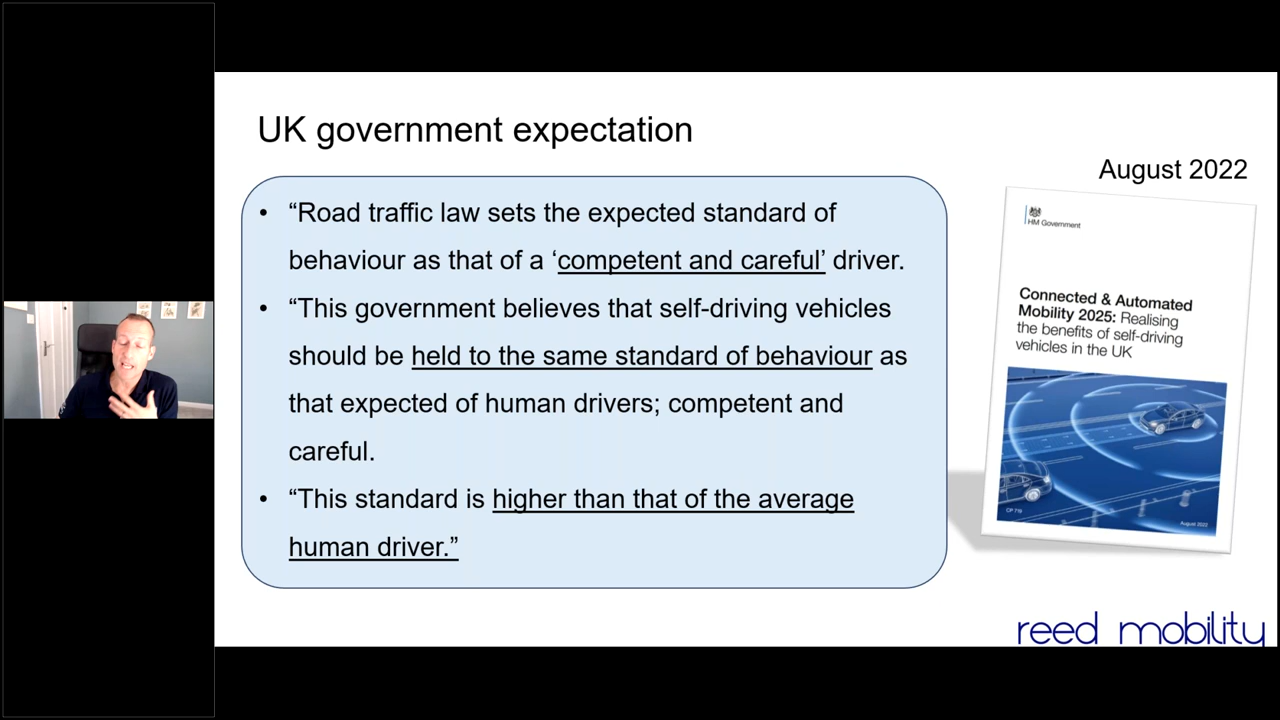 UK government expectation
August 2022
• “Road traffic law sets the expected standard of
behaviour as that of a ‘competent and careful’ driver.
• “This government believes that self-driving vehicles
should be held to the same standard of behaviour as
that expected of human drivers; competent and
careful.
• “This standard is higher than that of the average
human driver.”
HM Government
Connected & Automated
Mobility 2025: Realising
the benefits of self-driving
vehicles in the UK
CP 719
August 2022
reed mobility